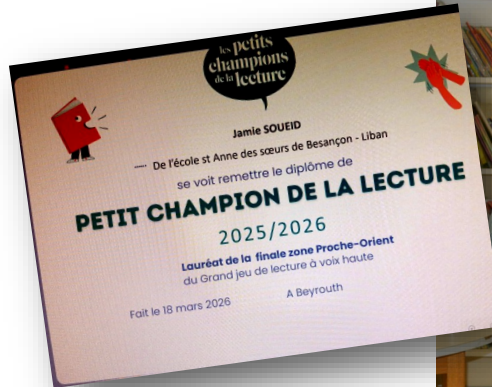 les petits
champions
de la lecture
Jamie SOUEID
De l'école st Anne des sœurs de Besançon - Liban
se voit remettre le diplôme de
PETIT CHAMPION DE LA LECTURE
2025/2026
Lauréat de la finale zone Proche-Orient
du Grand jeu de lecture à voix haute
Fait le 18 mars 2026 A Beyrouth